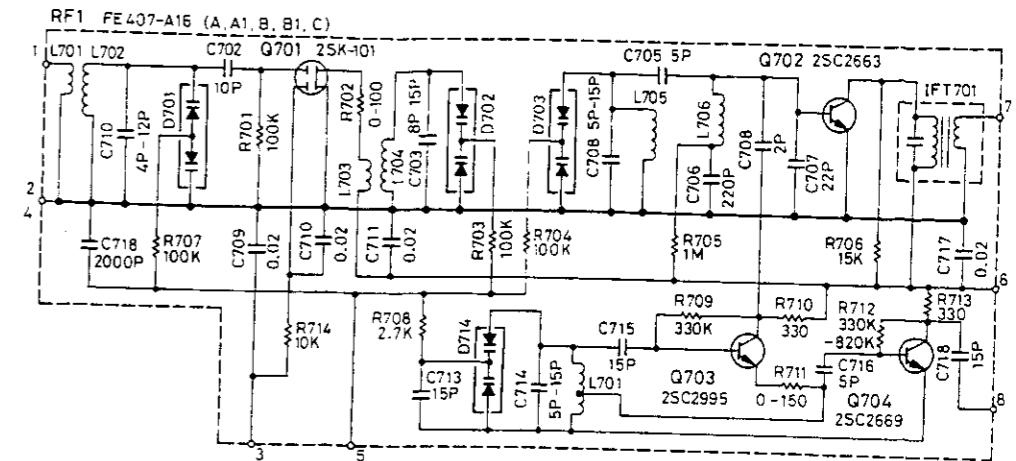 RF1 FE407-A16 (A, A1, B, B1, C)
1
L701
L702
C702
10P
Q701 2SK-101
C705 5P
Q702 2SC2663
IFT701
7
C710
4P-12P
D701
R701
100K
R702
0-100
L703
L704
8P 15P
C703
D702
D703
5P-15P
C708
L705
L706
C706
220P
C708
2P
C707
22P
2
4
C718
2000P
R707
100K
C709
0.02
C710
0.02
C711
0.02
R703
100K
R704
100K
R705
1M
R706
15K
C717
0.02
6
R714
10K
R708
2.7K
C713
15P
D714
C714
5P-15P
C715
15P
L701
R709
330K
R710
330
R712
330K
-820K
R713
330
Q703
2SC2995
R711
0-150
C716
5P
Q704
2SC2669
C718
15P
8
3
5